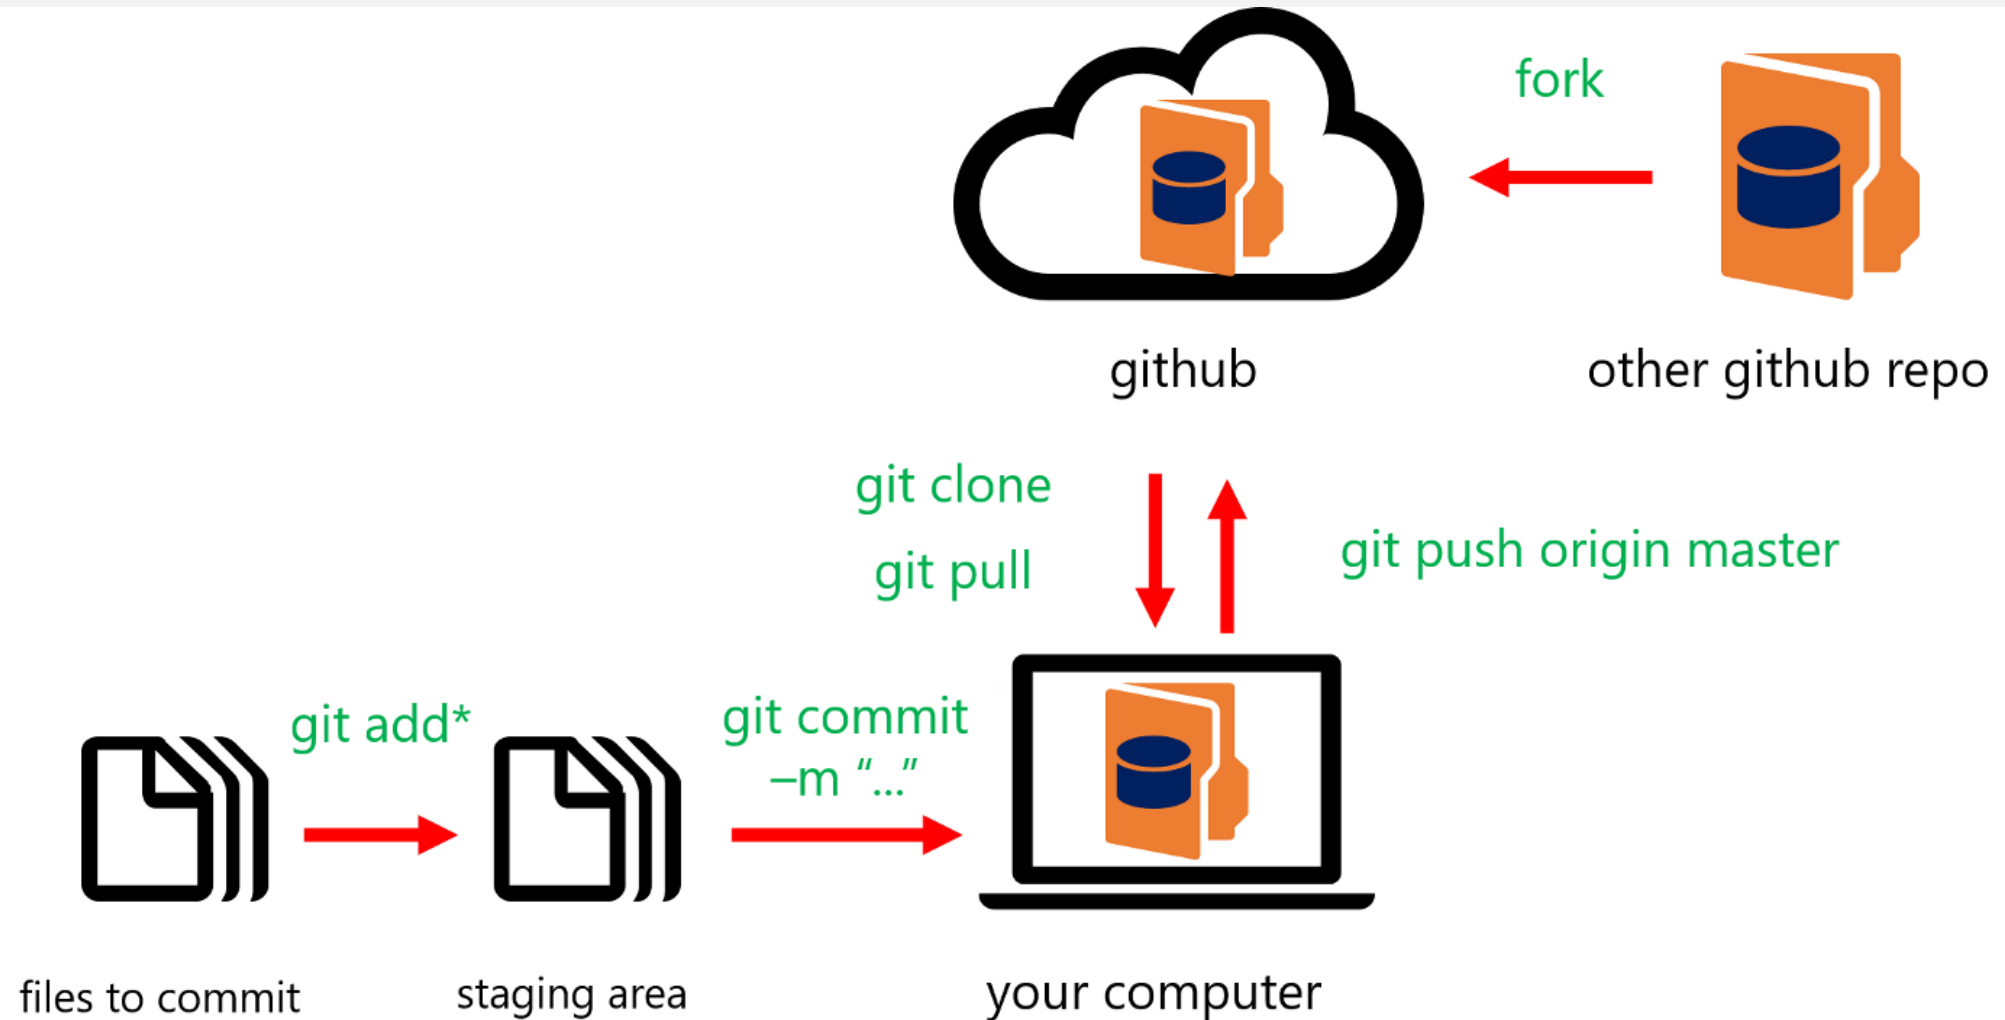 fork
github
other github repo
git clone
git pull
git push origin master
git add*
git commit
–m “...”
files to commit
staging area
your computer